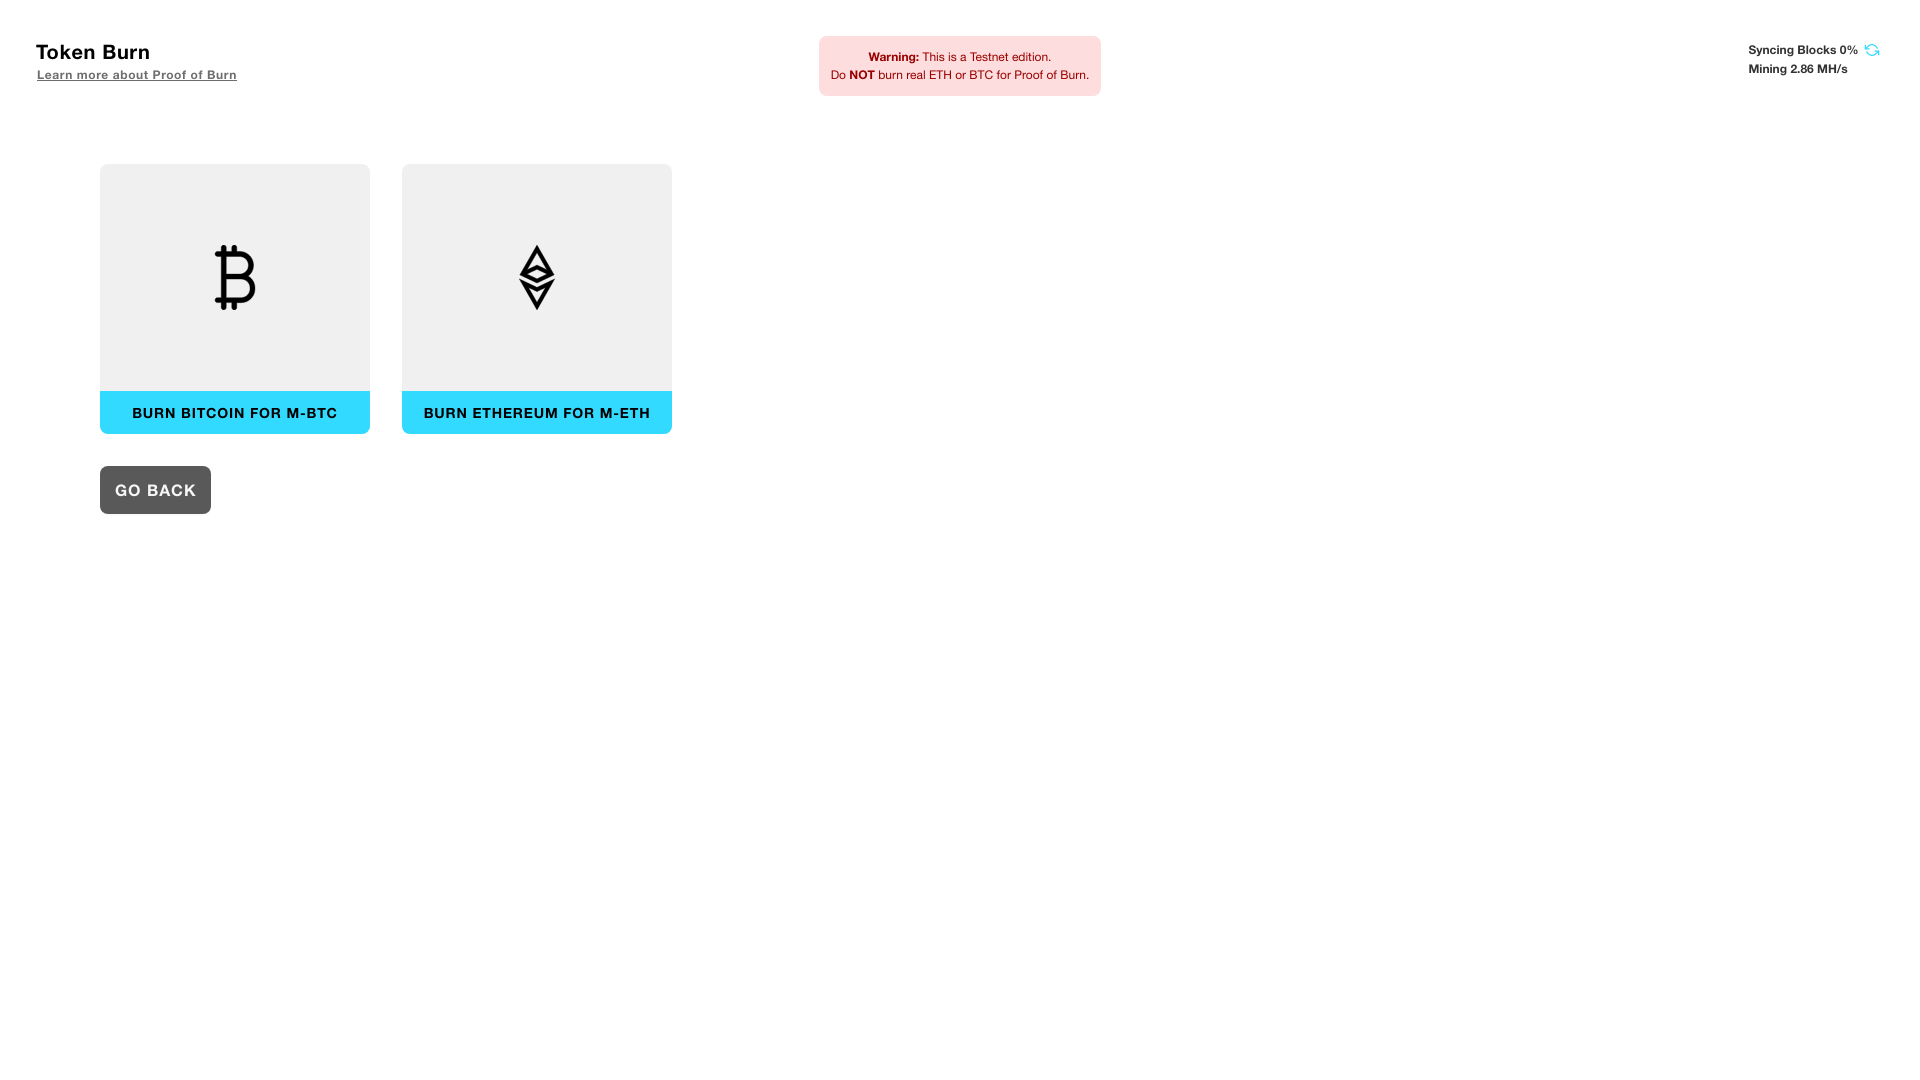 Token Burn
Learn more about Proof of Burn
Warning: This is a Testnet edition.
Do NOT burn real ETH or BTC for Proof of Burn.
Syncing Blocks 0%
Mining 2.86 MH/s
BURN BITCOIN FOR M-BTC
BURN ETHEREUM FOR M-ETH
GO BACK